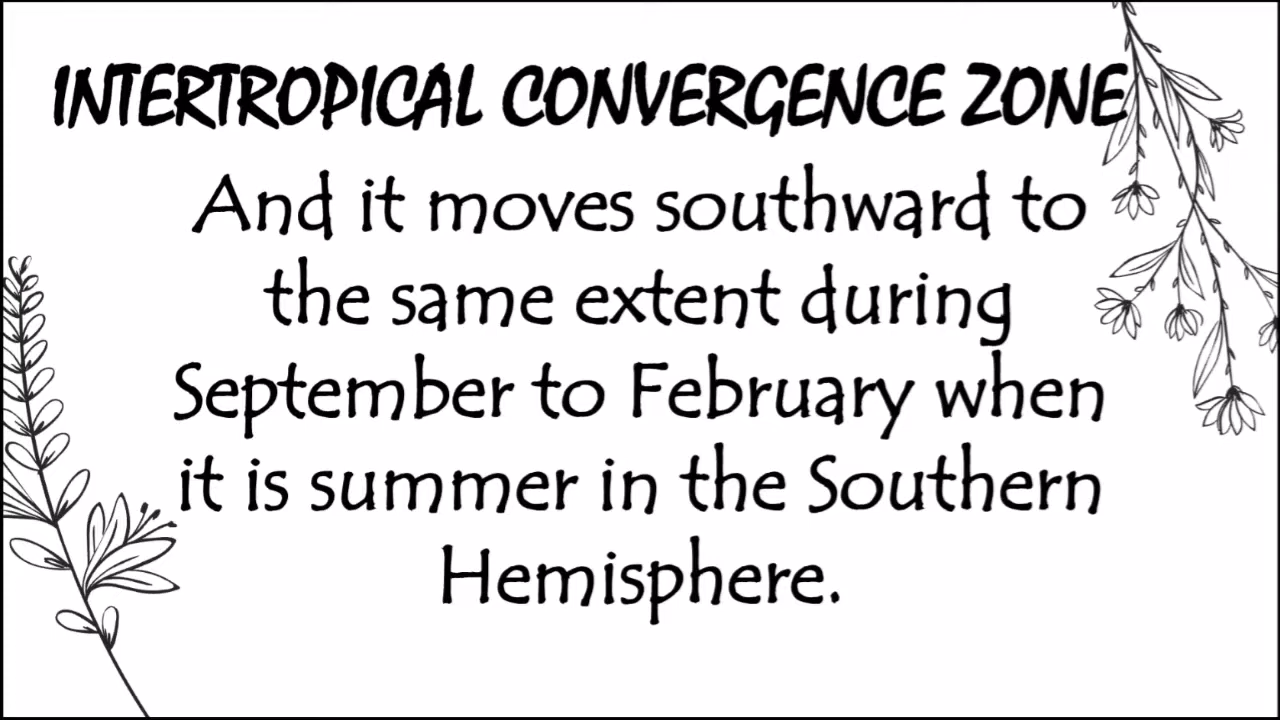 INTERTROPICAL CONVERGENCE ZONE
And it moves southward to
the same extent during
September to February when
it is summer in the Southern
Hemisphere.